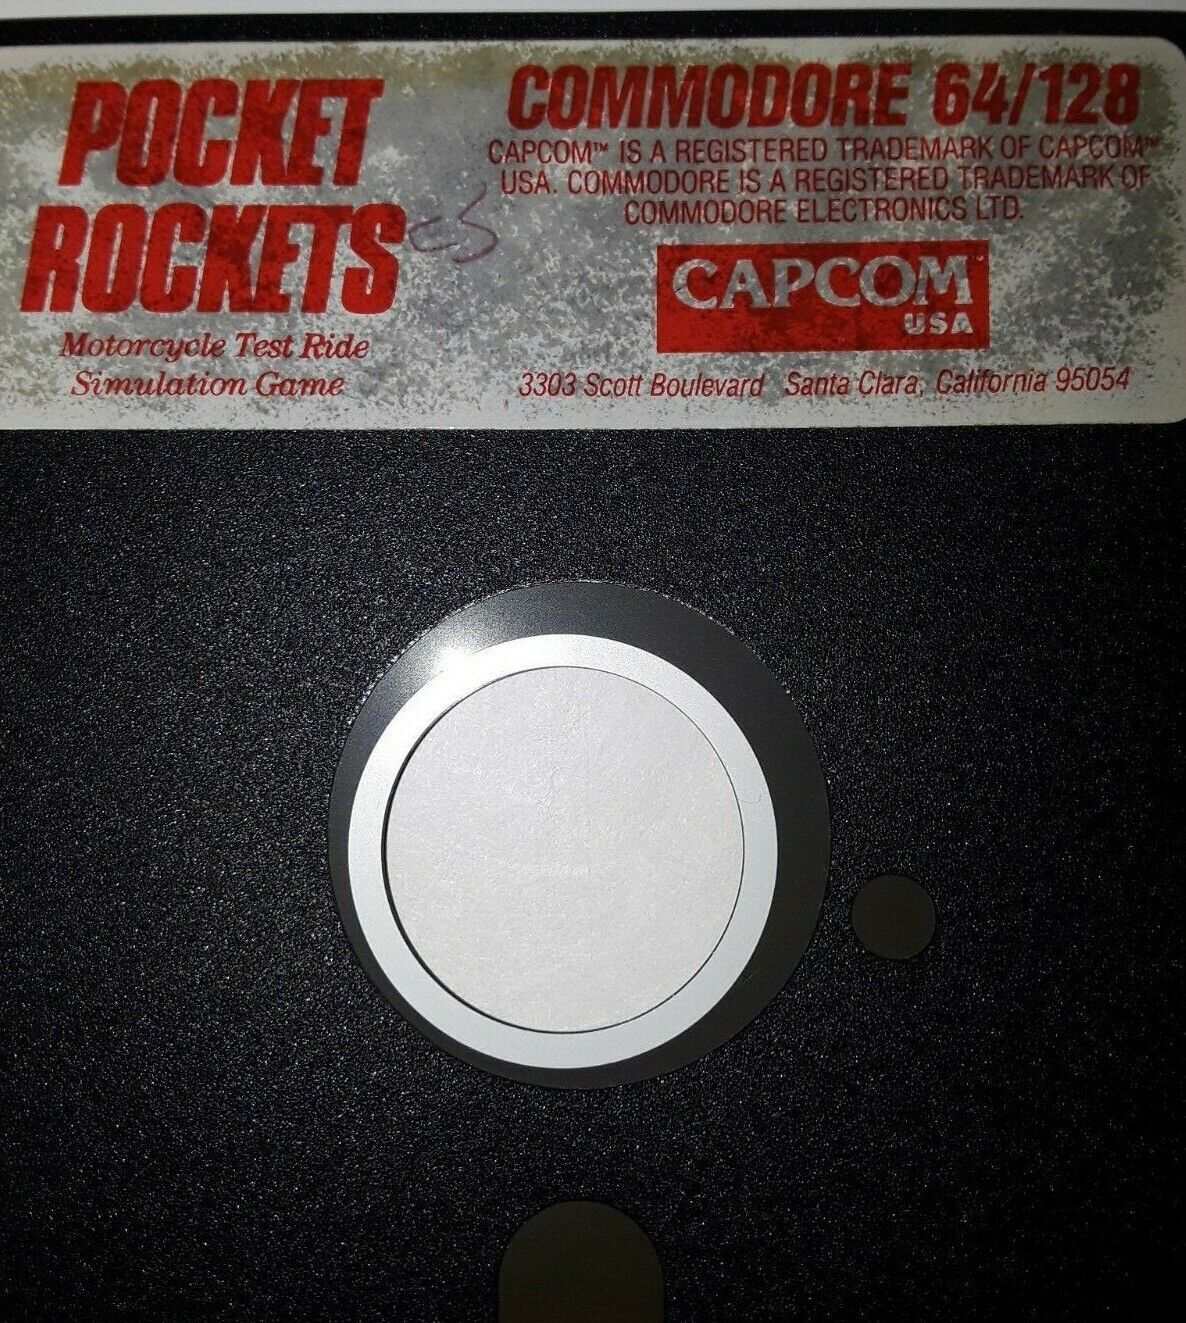 POCKET
ROCKETS
Motorcycle Test Ride
Simulation Game
COMMODORE 64/128
CAPCOM™ IS A REGISTERED TRADEMARK OF CAPCOM™
USA. COMMODORE IS A REGISTERED TRADEMARK OF
COMMODORE ELECTRONICS LTD.
CAPCOM™
USA
3303 Scott Boulevard Santa Clara, California 95054